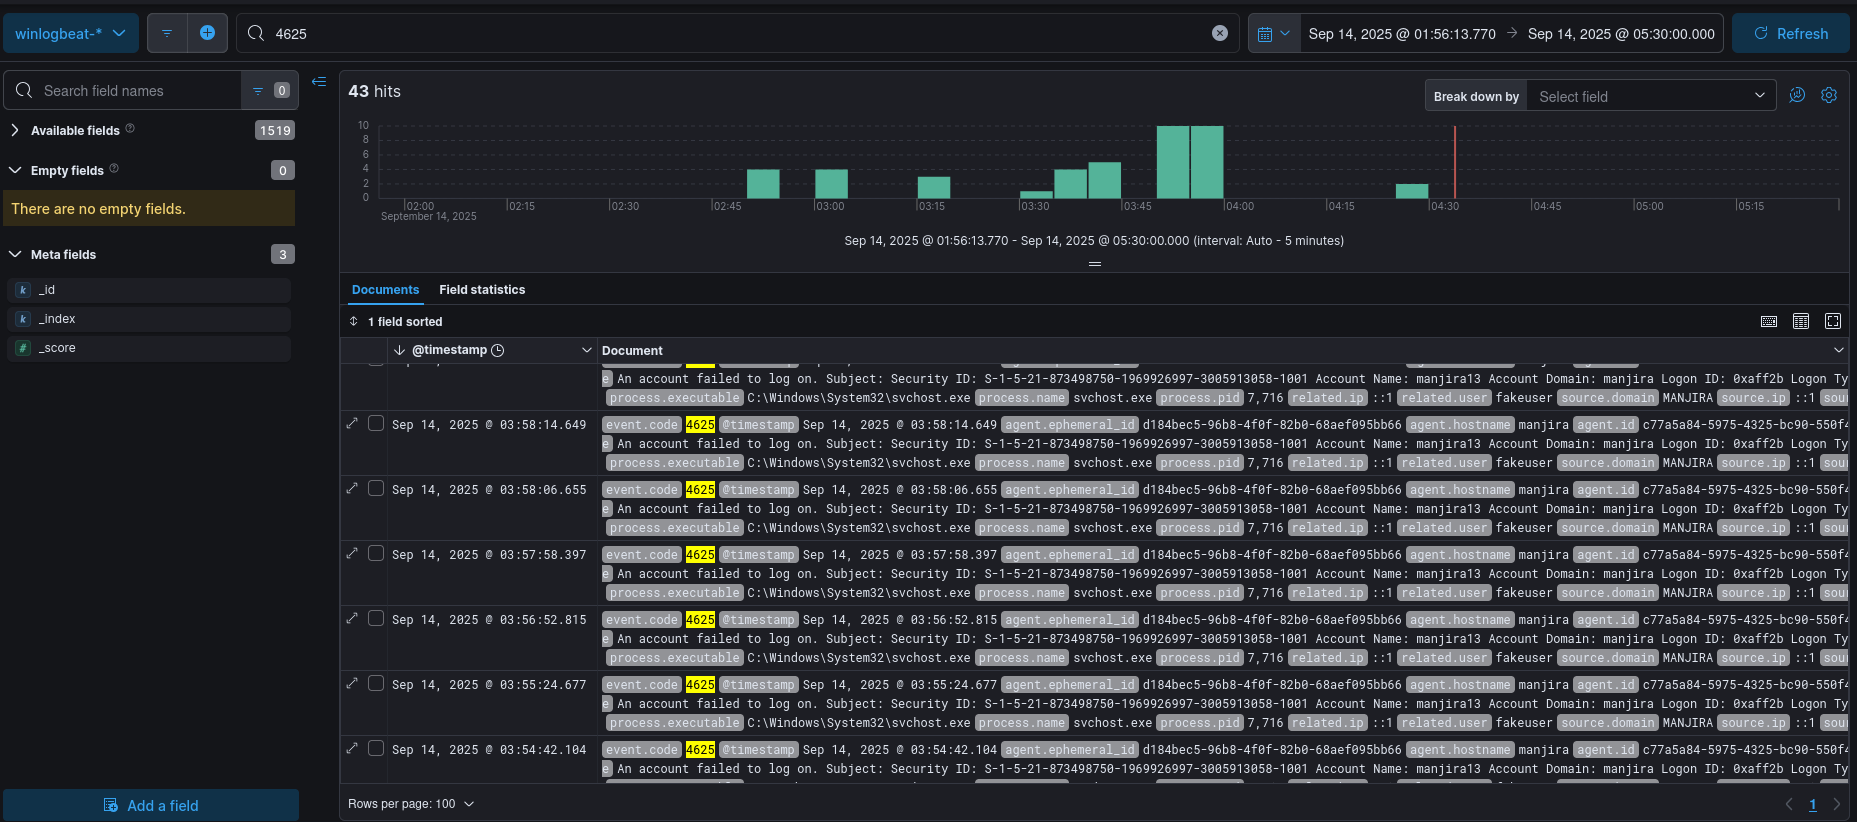 winlogbeat-*
4625
Sep 14, 2025 @ 01:56:13.770 → Sep 14, 2025 @ 05:30:00.000
Refresh
Search field names
0
Available fields
1519
Empty fields
0
There are no empty fields.
Meta fields
3
k _id
k _index
# _score
Add a field
43 hits
Break down by
Select field
10
8
6
4
2
0
02:00 02:15 02:30 02:45 03:00 03:15 03:30 03:45 04:00 04:15 04:30 04:45 05:00 05:15
September 14, 2025
Sep 14, 2025 @ 01:56:13.770 - Sep 14, 2025 @ 05:30:00.000 (interval: Auto - 5 minutes)
Documents Field statistics
1 field sorted
@timestamp Document
e An account failed to log on. Subject: Security ID: S-1-5-21-873498750-1969926997-3005913058-1001 Account Name: manjira13 Account Domain: manjira Logon ID: 0xaff2b Logon Ty
process.executable C:\Windows\System32\svchost.exe process.name svchost.exe process.pid 7,716 related.ip ::1 related.user fakeuser source.domain MANJIRA source.ip ::1 sour
Sep 14, 2025 @ 03:58:14.649 event.code 4625 @timestamp Sep 14, 2025 @ 03:58:14.649 agent.ephemeral_id d184bec5-96b8-4f0f-82b0-68aef095bb66 agent.hostname manjira agent.id c77a5a84-5975-4325-bc90-550f4
e An account failed to log on. Subject: Security ID: S-1-5-21-873498750-1969926997-3005913058-1001 Account Name: manjira13 Account Domain: manjira Logon ID: 0xaff2b Logon Ty
process.executable C:\Windows\System32\svchost.exe process.name svchost.exe process.pid 7,716 related.ip ::1 related.user fakeuser source.domain MANJIRA source.ip ::1 sour
Sep 14, 2025 @ 03:58:06.655 event.code 4625 @timestamp Sep 14, 2025 @ 03:58:06.655 agent.ephemeral_id d184bec5-96b8-4f0f-82b0-68aef095bb66 agent.hostname manjira agent.id c77a5a84-5975-4325-bc90-550f4
e An account failed to log on. Subject: Security ID: S-1-5-21-873498750-1969926997-3005913058-1001 Account Name: manjira13 Account Domain: manjira Logon ID: 0xaff2b Logon Ty
process.executable C:\Windows\System32\svchost.exe process.name svchost.exe process.pid 7,716 related.ip ::1 related.user fakeuser source.domain MANJIRA source.ip ::1 sour
Sep 14, 2025 @ 03:57:58.397 event.code 4625 @timestamp Sep 14, 2025 @ 03:57:58.397 agent.ephemeral_id d184bec5-96b8-4f0f-82b0-68aef095bb66 agent.hostname manjira agent.id c77a5a84-5975-4325-bc90-550f4
e An account failed to log on. Subject: Security ID: S-1-5-21-873498750-1969926997-3005913058-1001 Account Name: manjira13 Account Domain: manjira Logon ID: 0xaff2b Logon Ty
process.executable C:\Windows\System32\svchost.exe process.name svchost.exe process.pid 7,716 related.ip ::1 related.user fakeuser source.domain MANJIRA source.ip ::1 sour
Sep 14, 2025 @ 03:56:52.815 event.code 4625 @timestamp Sep 14, 2025 @ 03:56:52.815 agent.ephemeral_id d184bec5-96b8-4f0f-82b0-68aef095bb66 agent.hostname manjira agent.id c77a5a84-5975-4325-bc90-550f4
e An account failed to log on. Subject: Security ID: S-1-5-21-873498750-1969926997-3005913058-1001 Account Name: manjira13 Account Domain: manjira Logon ID: 0xaff2b Logon Ty
process.executable C:\Windows\System32\svchost.exe process.name svchost.exe process.pid 7,716 related.ip ::1 related.user fakeuser source.domain MANJIRA source.ip ::1 sour
Sep 14, 2025 @ 03:55:24.677 event.code 4625 @timestamp Sep 14, 2025 @ 03:55:24.677 agent.ephemeral_id d184bec5-96b8-4f0f-82b0-68aef095bb66 agent.hostname manjira agent.id c77a5a84-5975-4325-bc90-550f4
e An account failed to log on. Subject: Security ID: S-1-5-21-873498750-1969926997-3005913058-1001 Account Name: manjira13 Account Domain: manjira Logon ID: 0xaff2b Logon Ty
process.executable C:\Windows\System32\svchost.exe process.name svchost.exe process.pid 7,716 related.ip ::1 related.user fakeuser source.domain MANJIRA source.ip ::1 sour
Sep 14, 2025 @ 03:54:42.104 event.code 4625 @timestamp Sep 14, 2025 @ 03:54:42.104 agent.ephemeral_id d184bec5-96b8-4f0f-82b0-68aef095bb66 agent.hostname manjira agent.id c77a5a84-5975-4325-bc90-550f4
e An account failed to log on. Subject: Security ID: S-1-5-21-873498750-1969926997-3005913058-1001 Account Name: manjira13 Account Domain: manjira Logon ID: 0xaff2b Logon Ty
Rows per page: 100
1